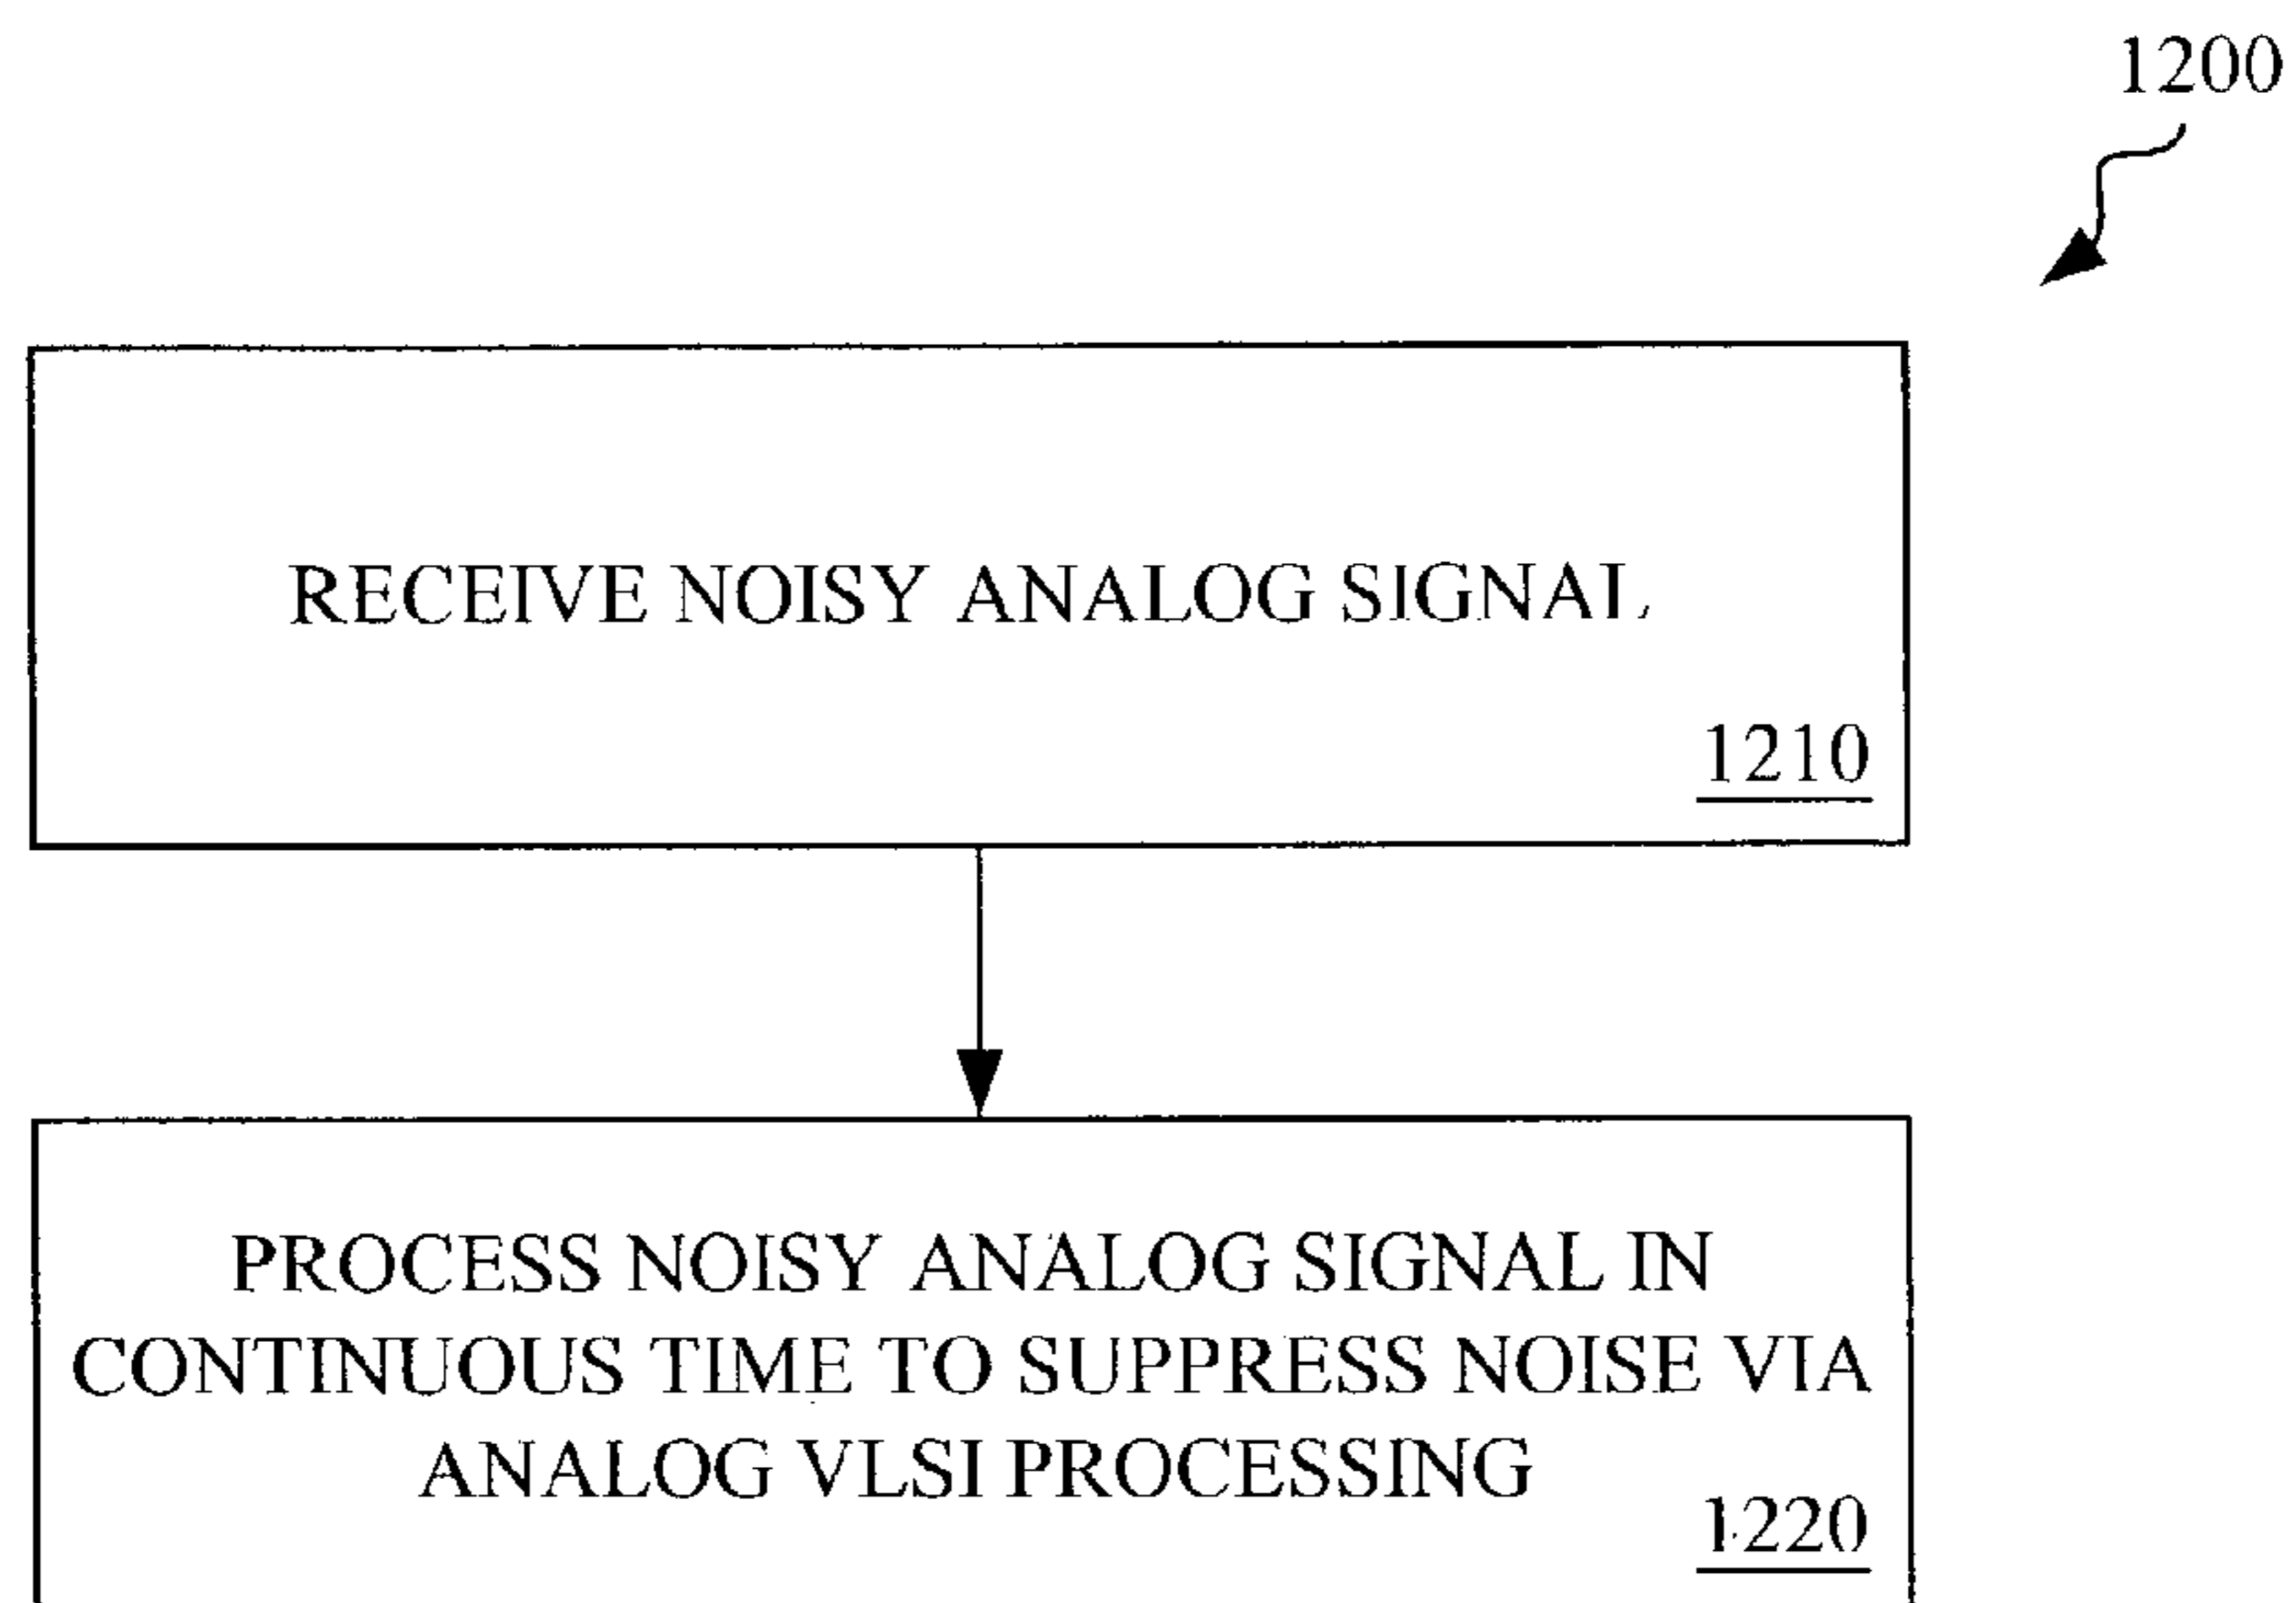 1200
RECEIVE NOISY ANALOG SIGNAL
1210
PROCESS NOISY ANALOG SIGNAL IN
CONTINUOUS TIME TO SUPPRESS NOISE VIA
ANALOG VLSI PROCESSING
1220